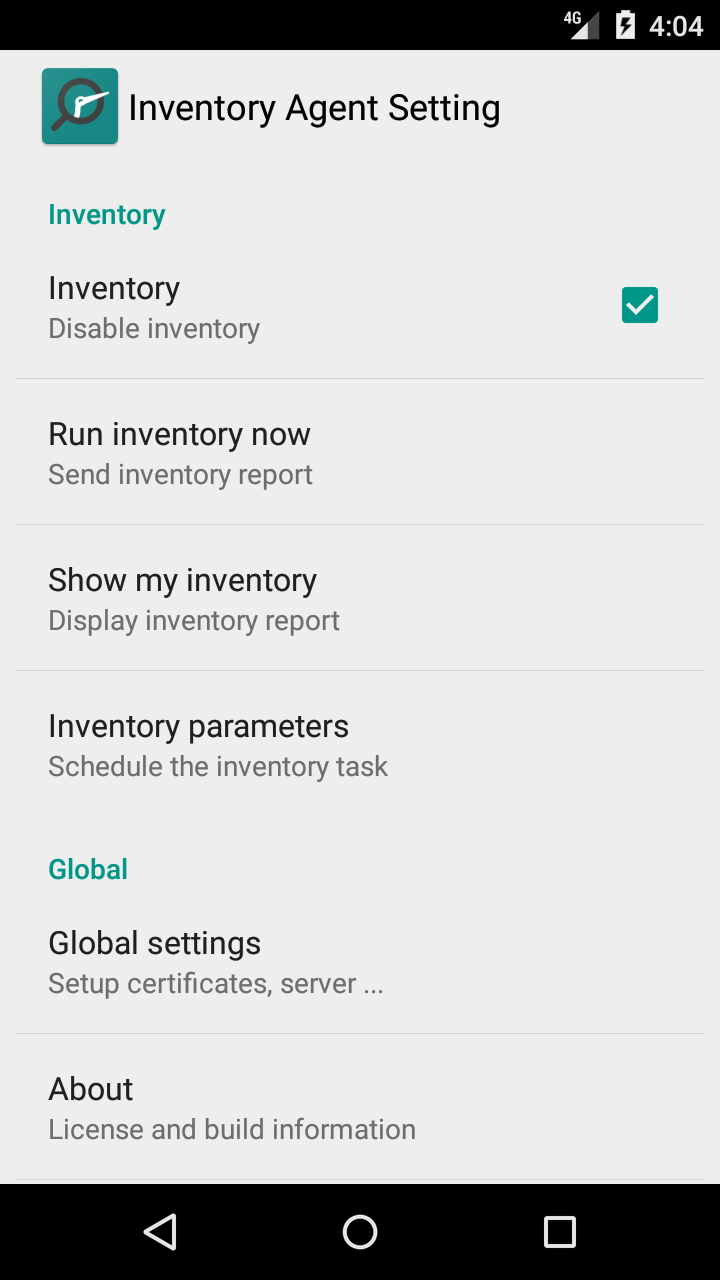 4G 4:04
Inventory Agent Setting
Inventory
Inventory
Disable inventory
Run inventory now
Send inventory report
Show my inventory
Display inventory report
Inventory parameters
Schedule the inventory task
Global
Global settings
Setup certificates, server ...
About
License and build information